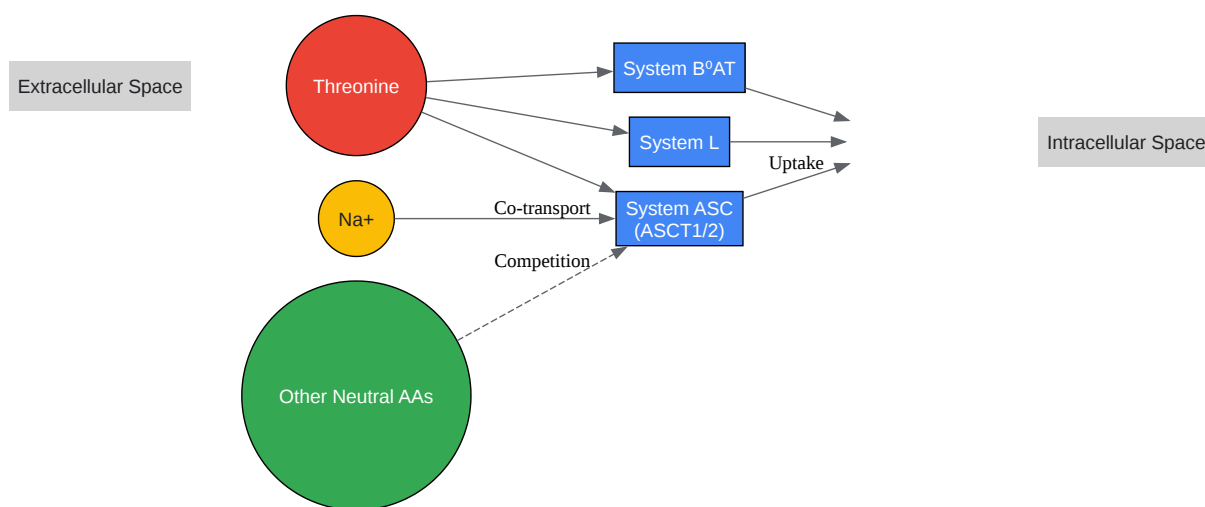 Extracellular Space
Threonine
System B⁰AT
System L
Uptake
Intracellular Space
Na+
Co-transport
System ASC
(ASCT1/2)
Competition
Other Neutral AAs